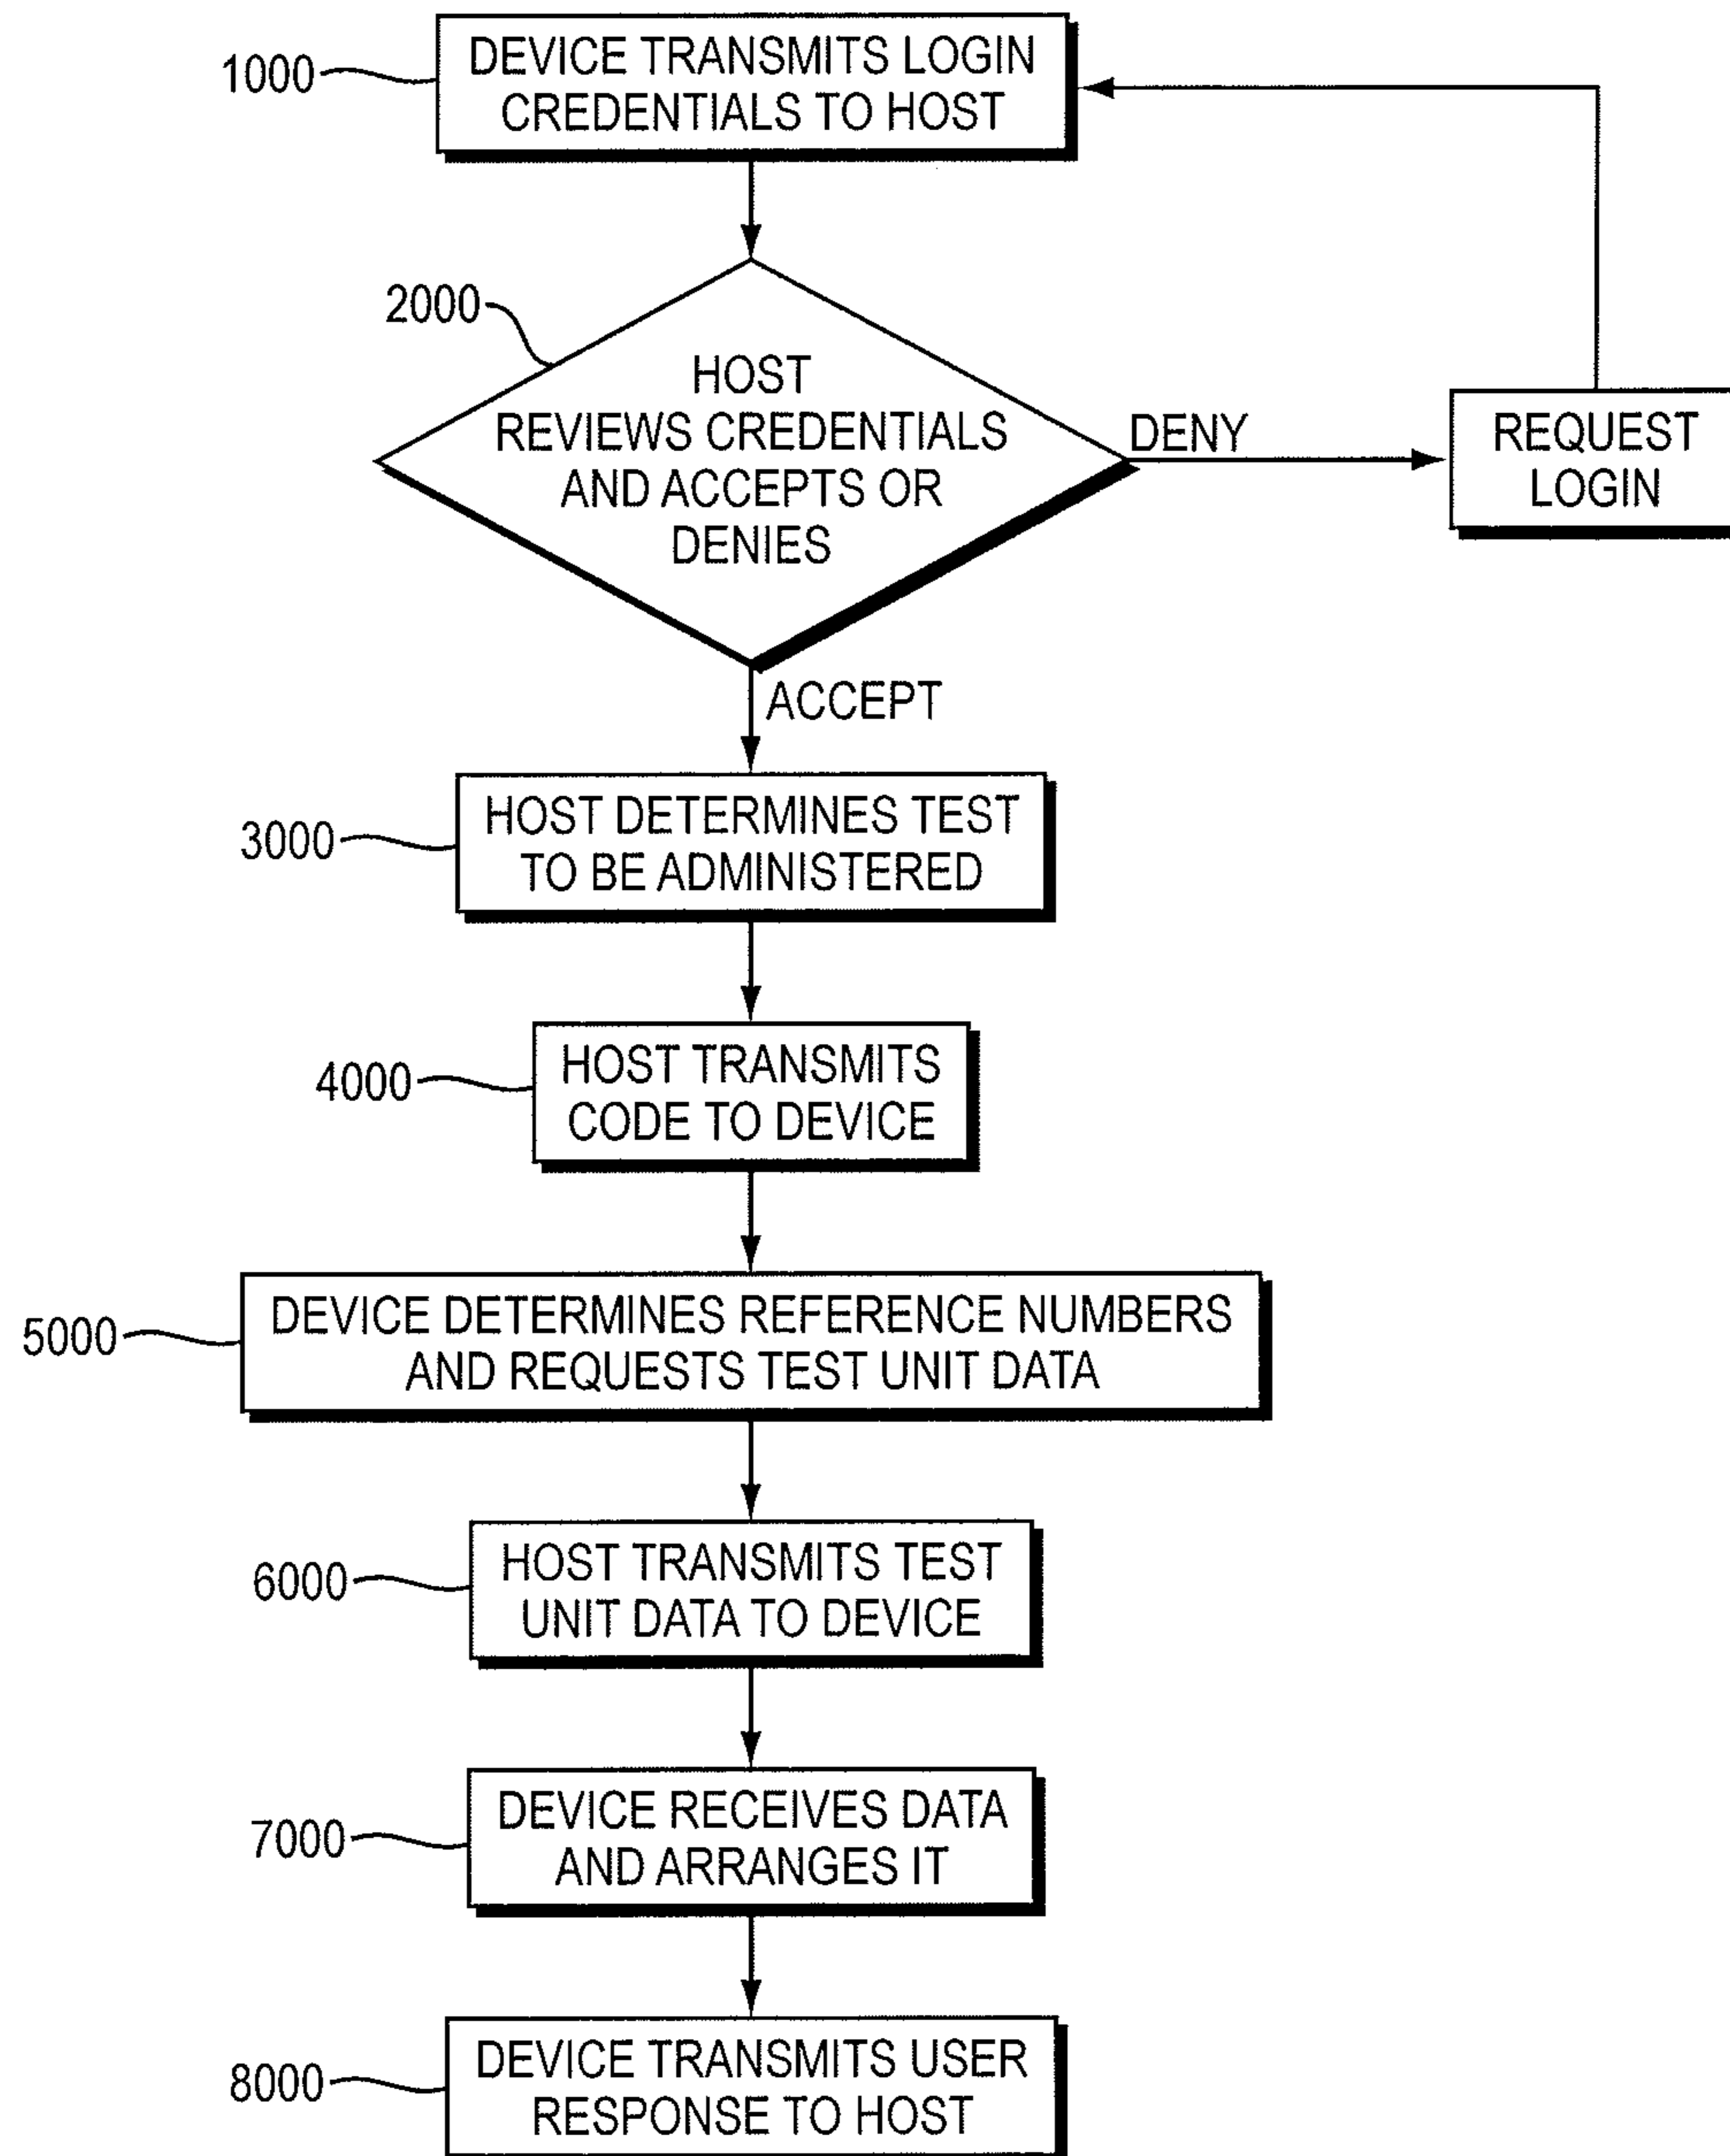 1000
DEVICE TRANSMITS LOGIN
CREDENTIALS TO HOST
2000
HOST
REVIEWS CREDENTIALS
AND ACCEPTS OR
DENIES
DENY
REQUEST
LOGIN
ACCEPT
3000
HOST DETERMINES TEST
TO BE ADMINISTERED
4000
HOST TRANSMITS
CODE TO DEVICE
5000
DEVICE DETERMINES REFERENCE NUMBERS
AND REQUESTS TEST UNIT DATA
6000
HOST TRANSMITS TEST
UNIT DATA TO DEVICE
7000
DEVICE RECEIVES DATA
AND ARRANGES IT
8000
DEVICE TRANSMITS USER
RESPONSE TO HOST